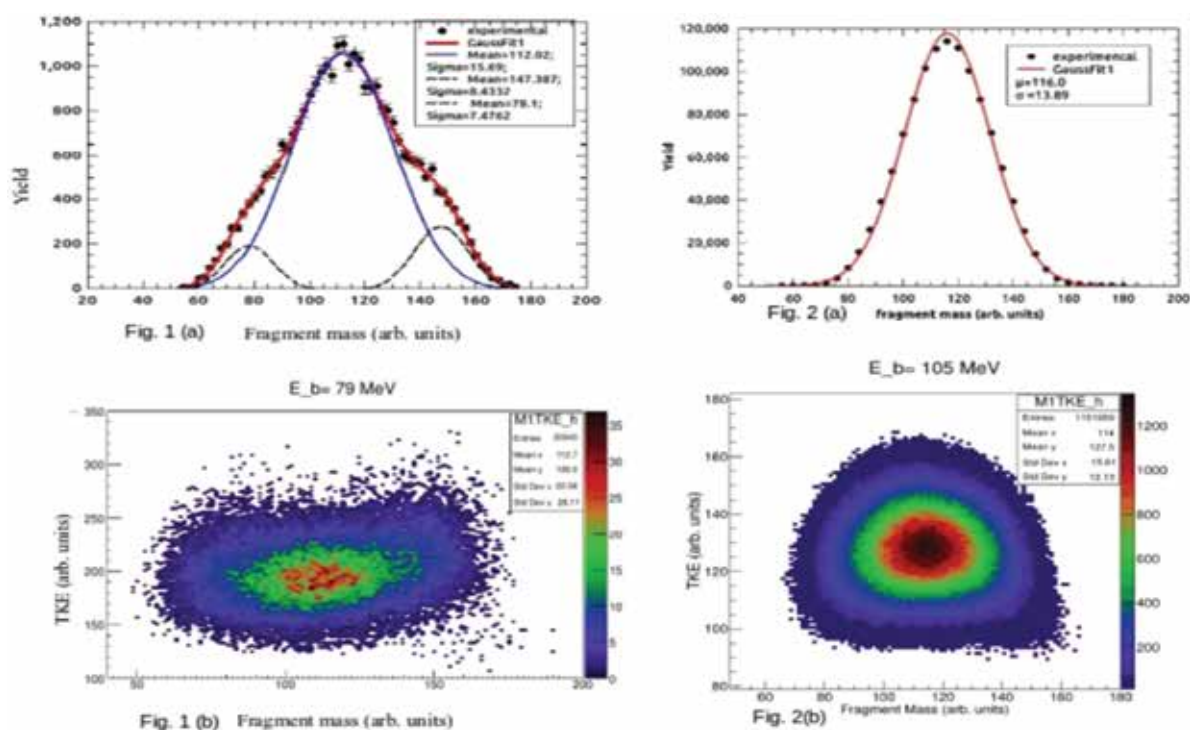 1,200
1,000
800
600
400
200
0
Yield
experimental
GaussFit1
Mean=112.02;
Sigma=15.69;
Mean=147.387;
Sigma=8.4332
Mean=78.1;
Sigma=7.4762
20 40 60 80 100 120 140 160 180 200
Fig. 1 (a) Fragment mass (arb. units)
120,000
100,000
80,000
60,000
40,000
20,000
0
Yield
experimencal
GaussFit1
μ=116.0
σ =13.89
40 60 80 100 120 140 160 180 200
Fig. 2 (a) fragment mass (arb. units)
E_b= 79 MeV
350
300
250
200
150
100
TKE (arb. units)
M1TKE_h
Entries
Mean x 112.7
Mean y
Std Dev x
Std Dev y
35
30
25
20
15
10
5
0
50 100 150 200
Fig. 1 (b) Fragment mass (arb. units)
E_b= 105 MeV
180
160
140
120
100
80
TKE (arb. units)
M1TKE_h
Entries
Mean x 114
Mean y 127.5
Std Dev x
Std Dev y
1200
1000
800
600
400
200
60 80 100 120 140 160 180
Fig. 2(b) Fragment Mass (arb. units)